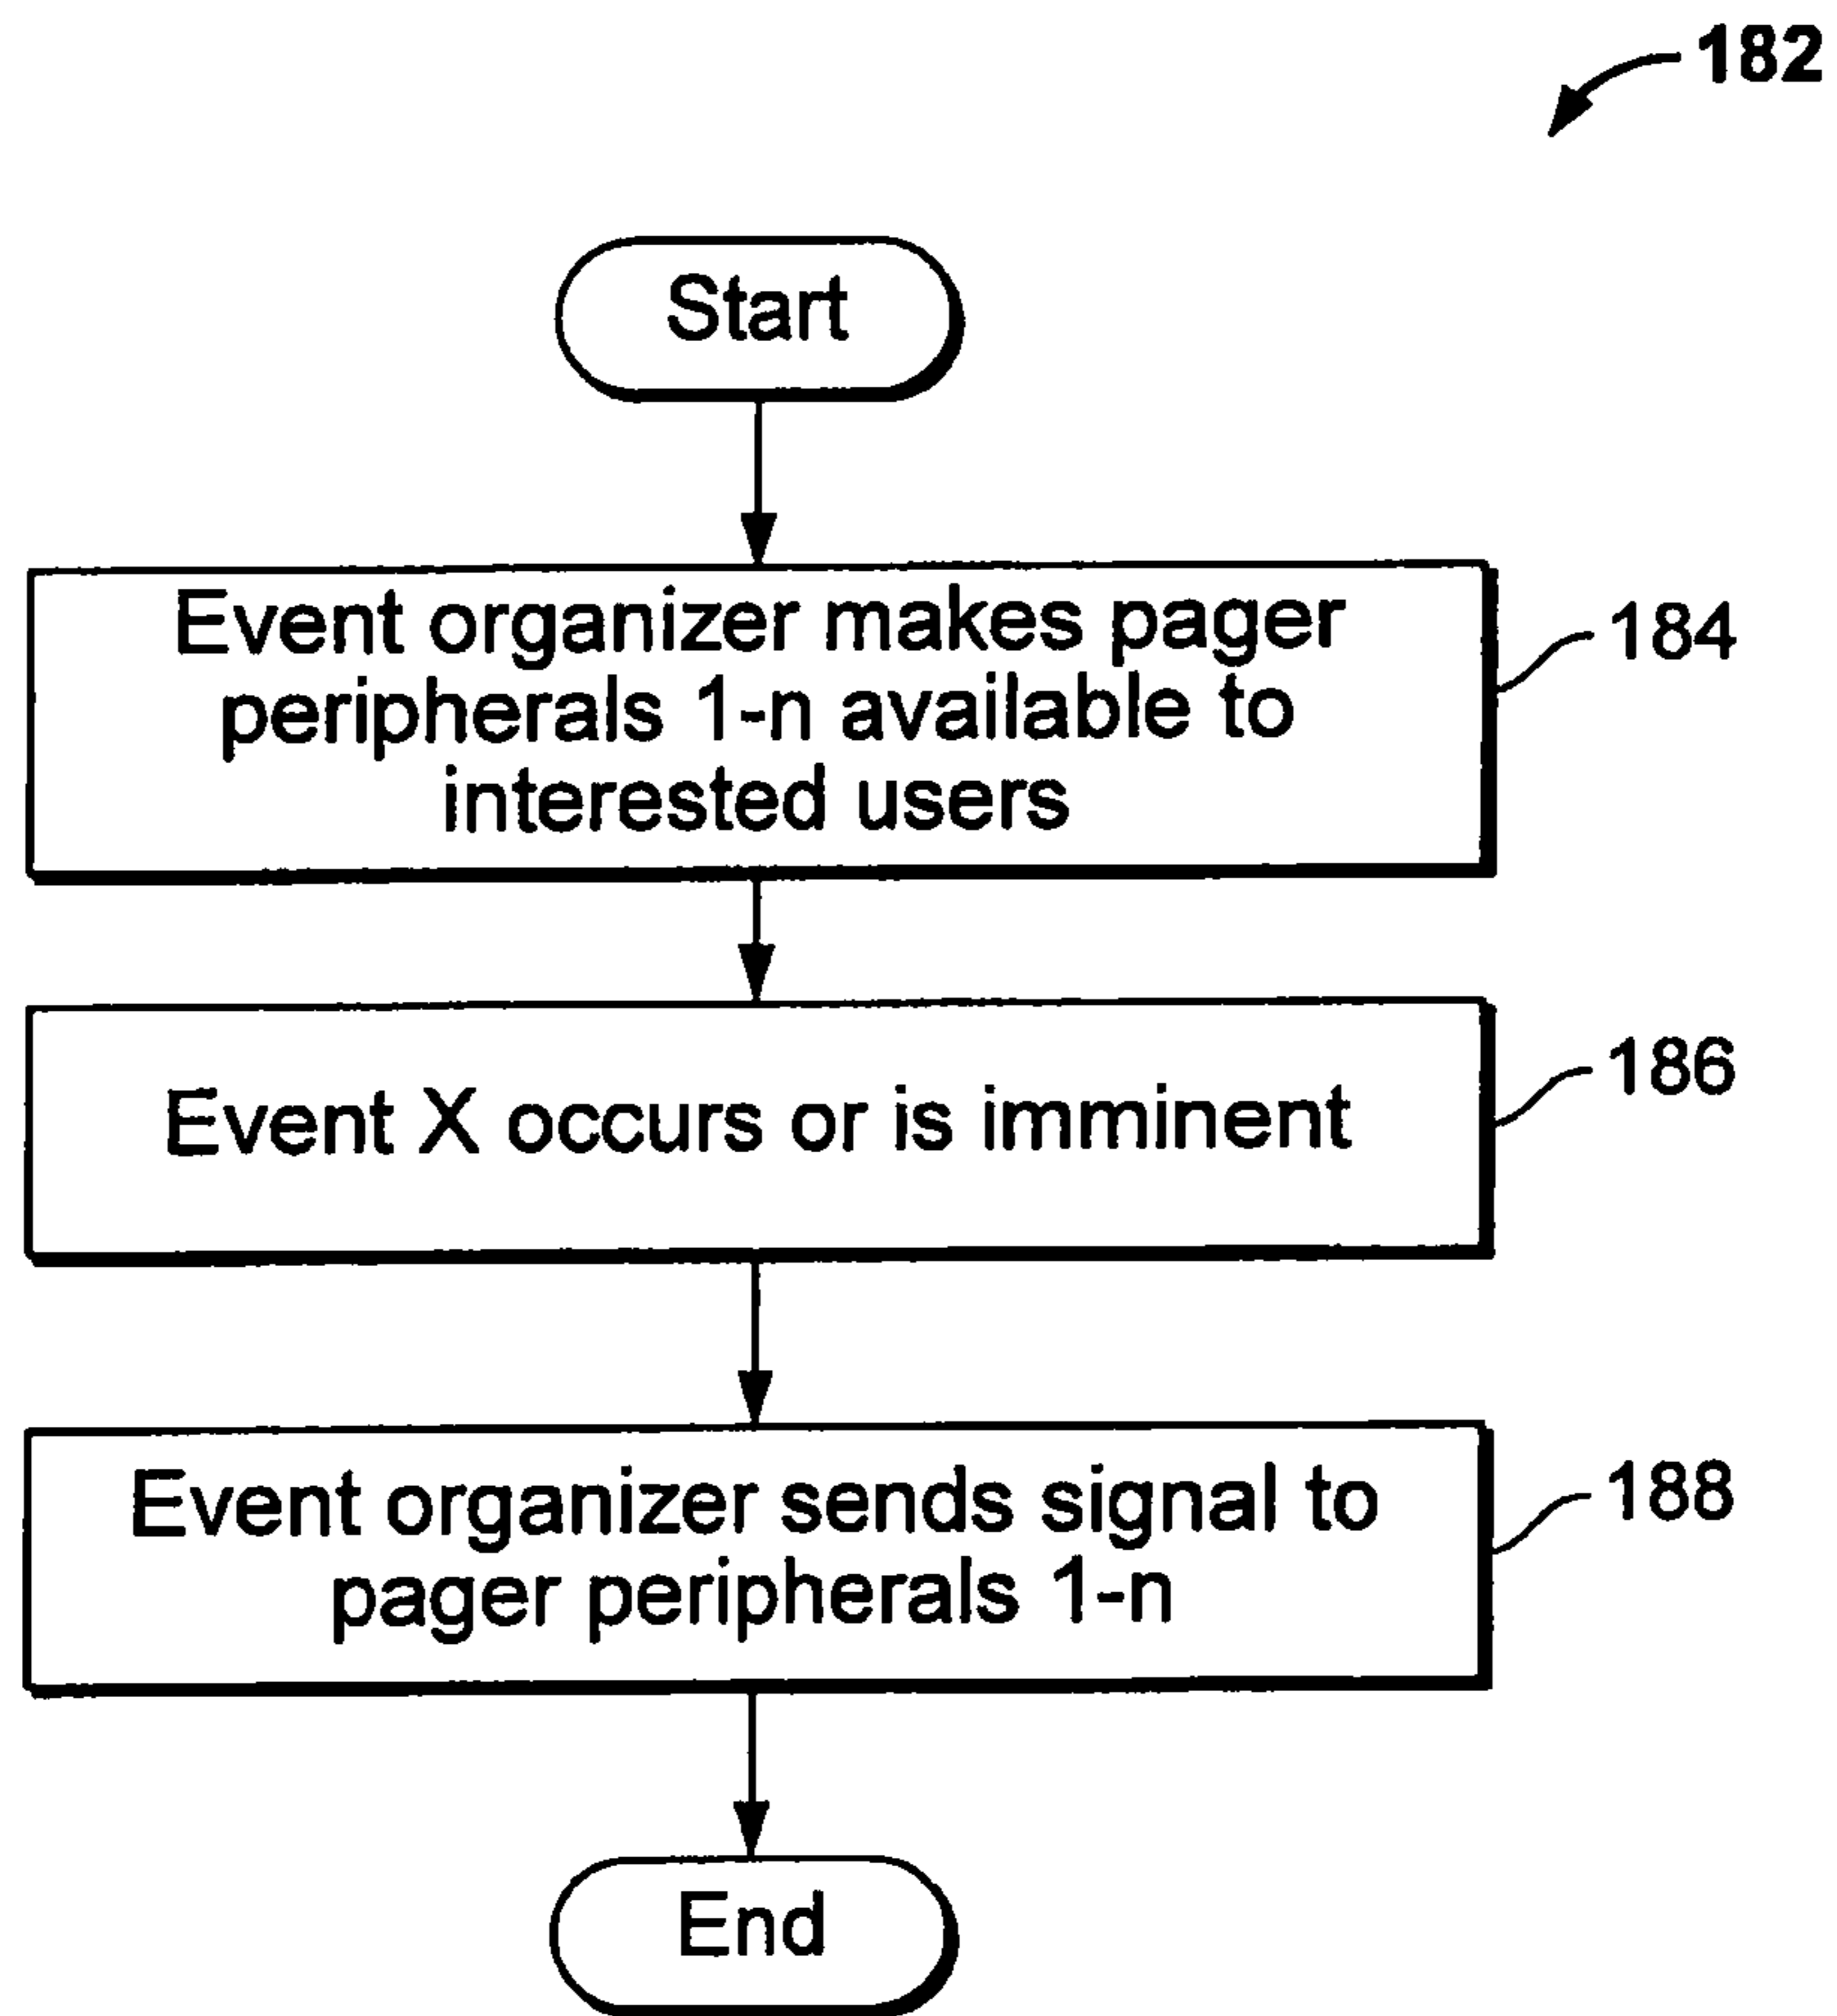 182
Start
Event organizer makes pager
peripherals 1-n available to
interested users
184
Event X occurs or is imminent
186
Event organizer sends signal to
pager peripherals 1-n
188
End